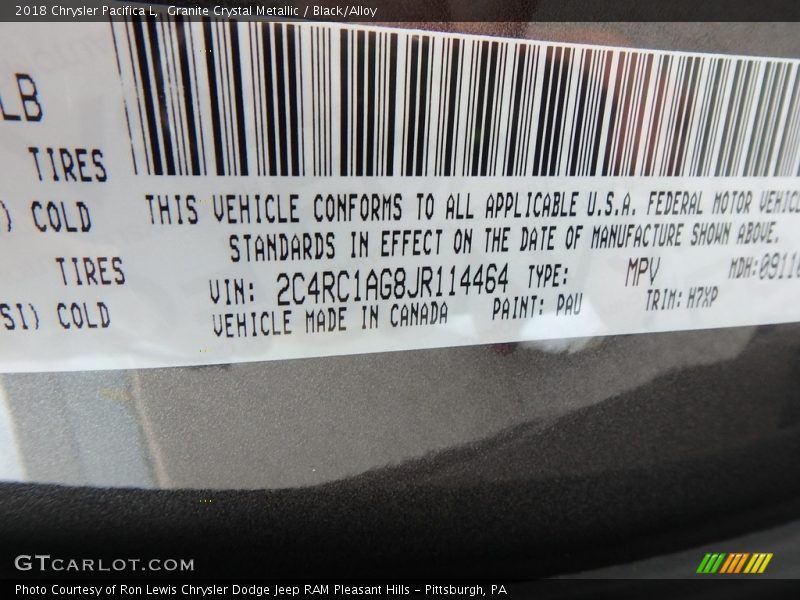 2018 Chrysler Pacifica L, Granite Crystal Metallic / Black/Alloy
LB
TIRES
) COLD
TIRES
SI) COLD
THIS VEHICLE CONFORMS TO ALL APPLICABLE U.S.A. FEDERAL MOTOR VEHICL
STANDARDS IN EFFECT ON THE DATE OF MANUFACTURE SHOWN ABOVE.
VIN: 2C4RC1AG8JR114464 TYPE: MPV MDH:09116
VEHICLE MADE IN CANADA PAINT: PAU TRIM: H7XP
GTCARLOT.COM
Photo Courtesy of Ron Lewis Chrysler Dodge Jeep RAM Pleasant Hills - Pittsburgh, PA